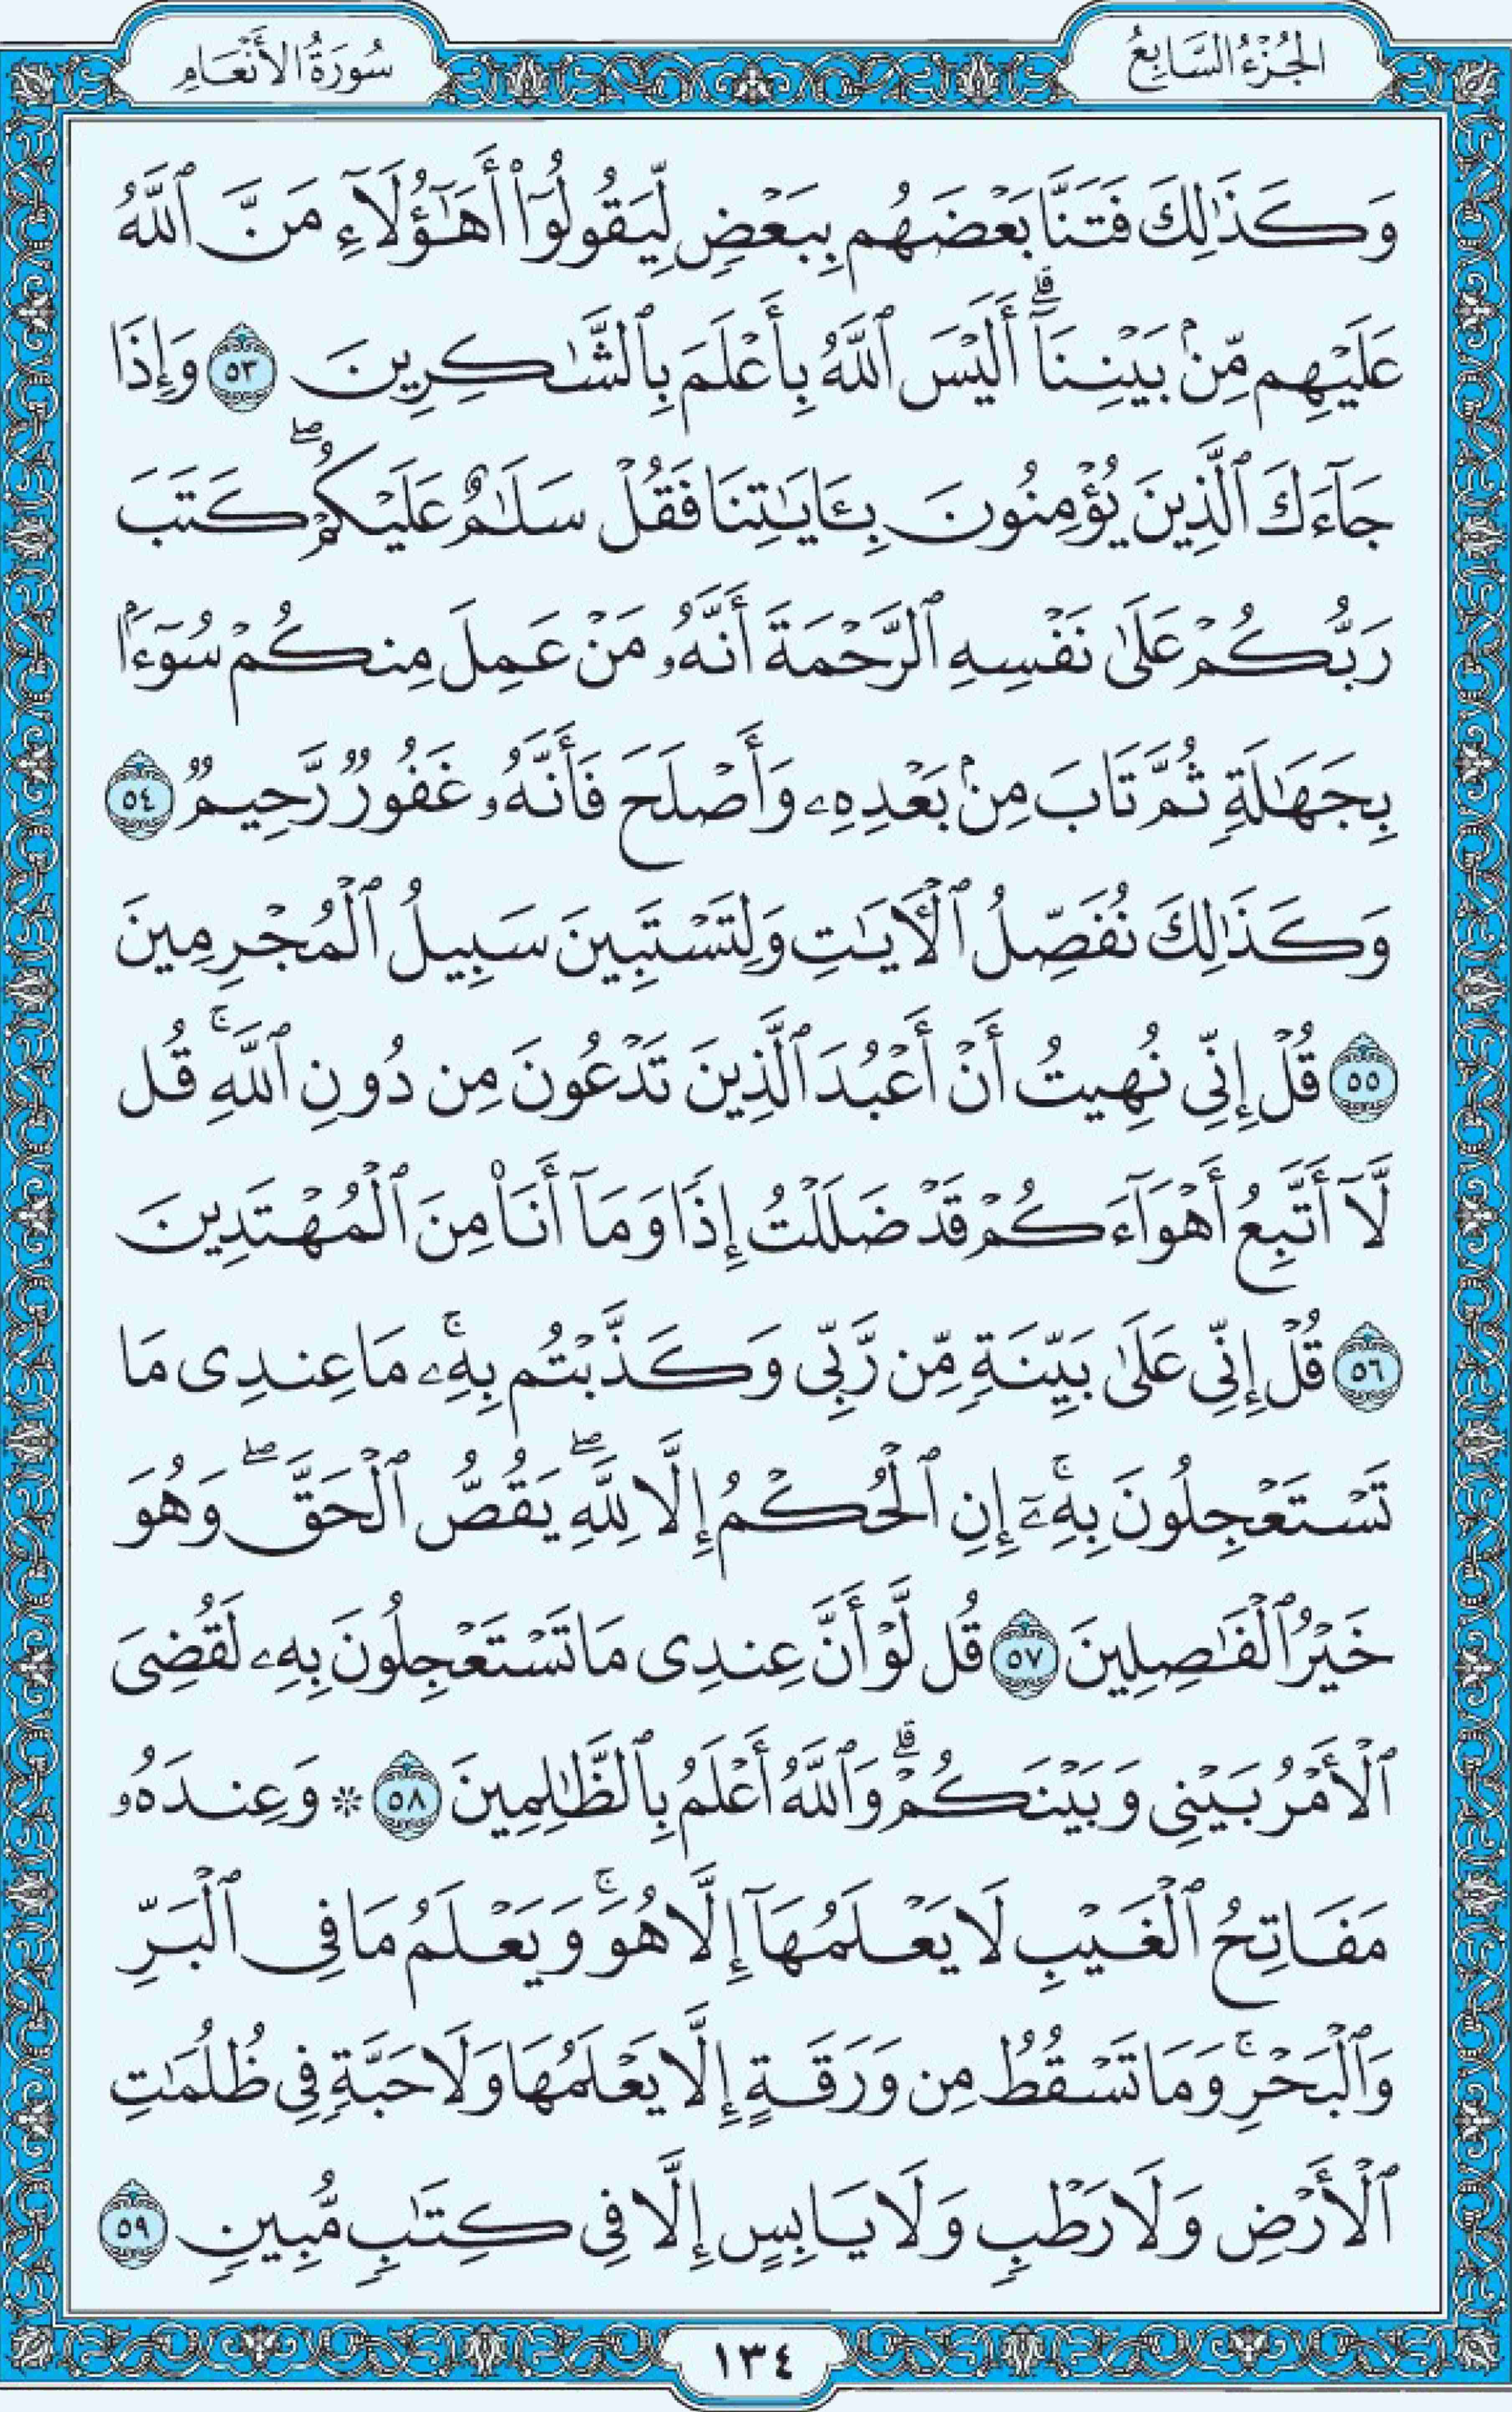 الجُزْءُ السَّابِعُ
سُورَةُ الأَنْعَامِ
وَكَذَٰلِكَ فَتَنَّا بَعْضَهُم بِبَعْضٍ لِّيَقُولُوٓا۟ أَهَـٰٓؤُلَآءِ مَنَّ ٱللَّهُ
عَلَيْهِم مِّنۢ بَيْنِنَآ ۗ أَلَيْسَ ٱللَّهُ بِأَعْلَمَ بِٱلشَّـٰكِرِينَ ٥٣ وَإِذَا
جَآءَكَ ٱلَّذِينَ يُؤْمِنُونَ بِـَٔايَـٰتِنَا فَقُلْ سَلَـٰمٌ عَلَيْكُمْ ۖ كَتَبَ
رَبُّكُمْ عَلَىٰ نَفْسِهِ ٱلرَّحْمَةَ أَنَّهُۥ مَنْ عَمِلَ مِنكُمْ سُوٓءًۢا
بِجَهَـٰلَةٍ ثُمَّ تَابَ مِنۢ بَعْدِهِۦ وَأَصْلَحَ فَأَنَّهُۥ غَفُورٌ رَّحِيمٌ ٥٤
وَكَذَٰلِكَ نُفَصِّلُ ٱلْـَٔايَـٰتِ وَلِتَسْتَبِينَ سَبِيلُ ٱلْمُجْرِمِينَ
٥٥ قُلْ إِنِّى نُهِيتُ أَنْ أَعْبُدَ ٱلَّذِينَ تَدْعُونَ مِن دُونِ ٱللَّهِ ۚ قُل
لَّآ أَتَّبِعُ أَهْوَآءَكُمْ قَدْ ضَلَلْتُ إِذًا وَمَآ أَنَا۠ مِنَ ٱلْمُهْتَدِينَ
٥٦ قُلْ إِنِّى عَلَىٰ بَيِّنَةٍ مِّن رَّبِّى وَكَذَّبْتُم بِهِۦ ۚ مَا عِندِى مَا
تَسْتَعْجِلُونَ بِهِۦٓ ۚ إِنِ ٱلْحُكْمُ إِلَّا لِلَّهِ ۖ يَقُصُّ ٱلْحَقَّ ۖ وَهُوَ
خَيْرُ ٱلْفَـٰصِلِينَ ٥٧ قُل لَّوْ أَنَّ عِندِى مَا تَسْتَعْجِلُونَ بِهِۦ لَقُضِىَ
ٱلْأَمْرُ بَيْنِى وَبَيْنَكُمْ ۗ وَٱللَّهُ أَعْلَمُ بِٱلظَّـٰلِمِينَ ٥٨ * وَعِندَهُۥ
مَفَاتِحُ ٱلْغَيْبِ لَا يَعْلَمُهَآ إِلَّا هُوَ ۚ وَيَعْلَمُ مَا فِى ٱلْبَرِّ
وَٱلْبَحْرِ ۚ وَمَا تَسْقُطُ مِن وَرَقَةٍ إِلَّا يَعْلَمُهَا وَلَا حَبَّةٍ فِى ظُلُمَـٰتِ
ٱلْأَرْضِ وَلَا رَطْبٍ وَلَا يَابِسٍ إِلَّا فِى كِتَـٰبٍ مُّبِينٍ ٥٩
١٣٤